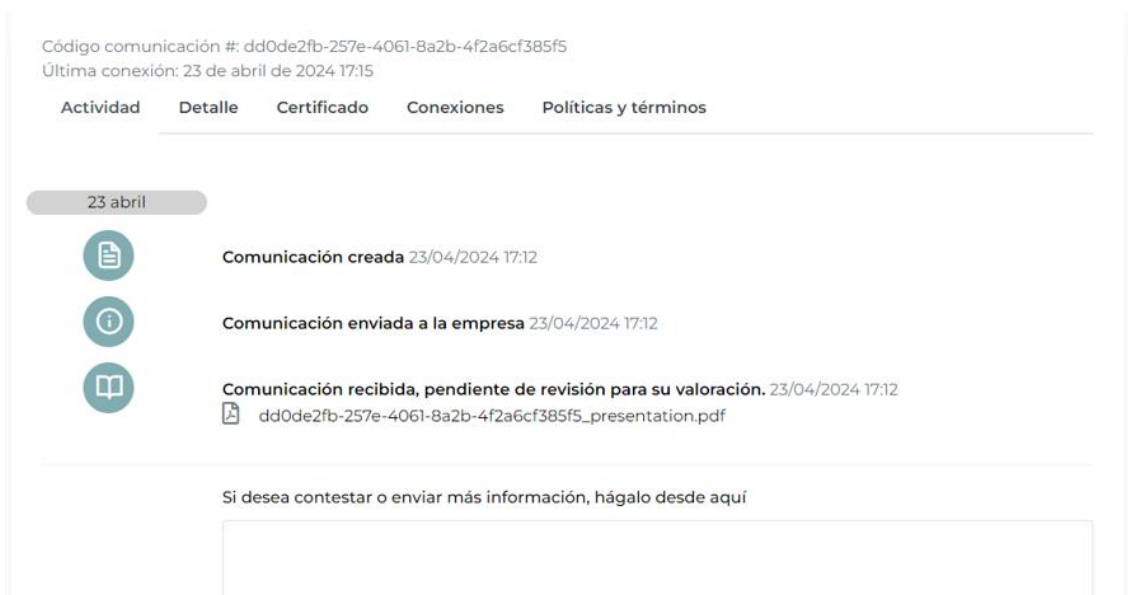 Código comunicación #: dd0de2fb-257e-4061-8a2b-4f2a6cf385f5
Última conexión: 23 de abril de 2024 17:15
Actividad Detalle Certificado Conexiones Políticas y términos
23 abril
Comunicación creada 23/04/2024 17:12
Comunicación enviada a la empresa 23/04/2024 17:12
Comunicación recibida, pendiente de revisión para su valoración. 23/04/2024 17:12
dd0de2fb-257e-4061-8a2b-4f2a6cf385f5_presentation.pdf
Si desea contestar o enviar más información, hágalo desde aquí